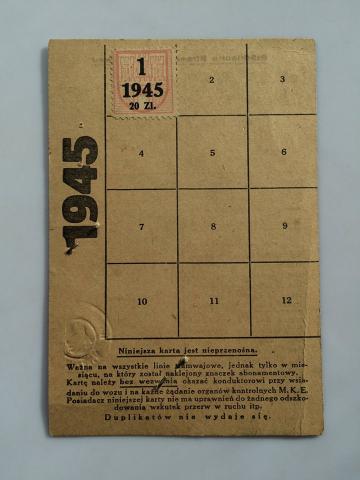 1
1945
20 Zł.
2
3
4
5
6
7
8
9
10
11
12
1945
Niniejsza karta jest nieprzenośna.
Ważna na wszystkie linie tramwajowe, jednak tylko w mie-
siącu, na który został naklejony znaczek abonamentowy.
Kartę należy bez wezwania okazać konduktorowi przy wsia-
daniu do wozu i na każne żądanie organów kontrolnych M. K. E.
Posiadacz niniejszej karty nie ma uprawnień do żadnego odszko-
dowania wskutek przerw w ruchu itp.
Duplikatów nie wydaje się.